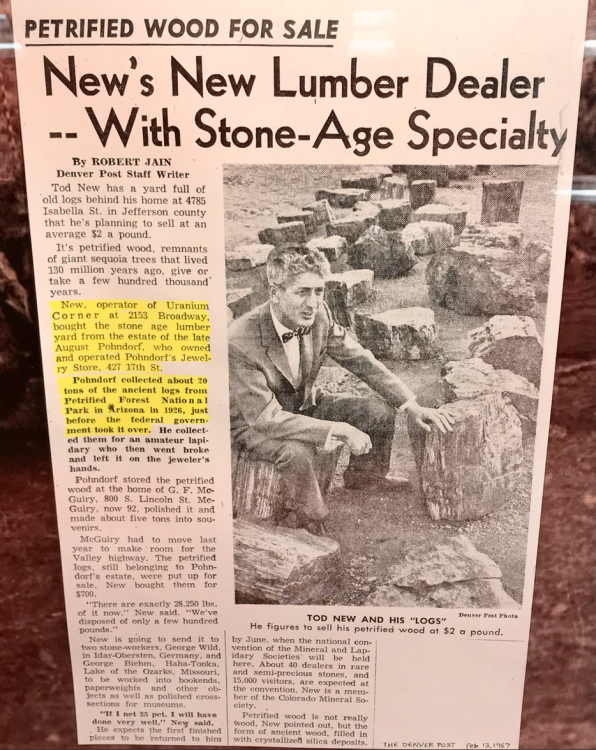 PETRIFIED WOOD FOR SALE
New's New Lumber Dealer
-- With Stone-Age Specialty
By ROBERT JAIN
Denver Post Staff Writer
Tod New has a yard full of
old logs behind his home at 4785
Isabella St. in Jefferson county
that he's planning to sell at an
average $2 a pound.
It's petrified wood, remnants
of giant sequoia trees that lived
130 million years ago, give or
take a few hundred thousand
years.
New, operator of Uranium
Corner at 2153 Broadway,
bought the stone age lumber
yard from the estate of the late
August Pohndorf, who owned
and operated Pohndorf's Jewel-
ry Store, 427 17th St.
Pohndorf collected about 20
tons of the ancient logs from
Petrified Forest National
Park in Arizona in 1926, just
before the federal govern-
ment took it over. He collect-
ed them for an amateur lapi-
dary who then went broke
and left it on the jeweler's
hands.
Pohndorf stored the petrified
wood at the home of G. F. Mc-
Guiry, 800 S. Lincoln St. Mc-
Guiry, now 92, polished it and
made about five tons into sou-
venirs.
McGuiry had to move last
year to make room for the
Valley highway. The petrified
logs, still belonging to Pohn-
dorf's estate, were put up for
sale. New bought them for
$700.
"There are exactly 28,250 lbs.
of it now," New said. "We've
disposed of only a few hundred
pounds."
New is going to send it to
two stone-workers, George Wild,
in Idar-Obersten, Germany, and
George Biehm, Haha-Tonka,
Lake of the Ozarks, Missouri,
to be worked into bookends,
paperweights and other ob-
jects as well as polished cross-
sections for museums.
"If I net 25 pct. I will have
done very well," New said.
He expects the first finished
pieces to be returned to him
Denver Post Photo
TOD NEW AND HIS "LOGS"
He figures to sell his petrified wood at $2 a pound.
by June, when the national con-
vention of the Mineral and Lap-
idary Societies will be held
here. About 40 dealers in rare
and semi-precious stones, and
15,000 visitors, are expected at
the convention. New is a mem-
ber of the Colorado Mineral So-
ciety.
Petrified wood is not really
wood, New pointed out, but the
form of ancient wood, filled in
with crystallized silica deposits.
THE DENVER POST Feb 13, 1957